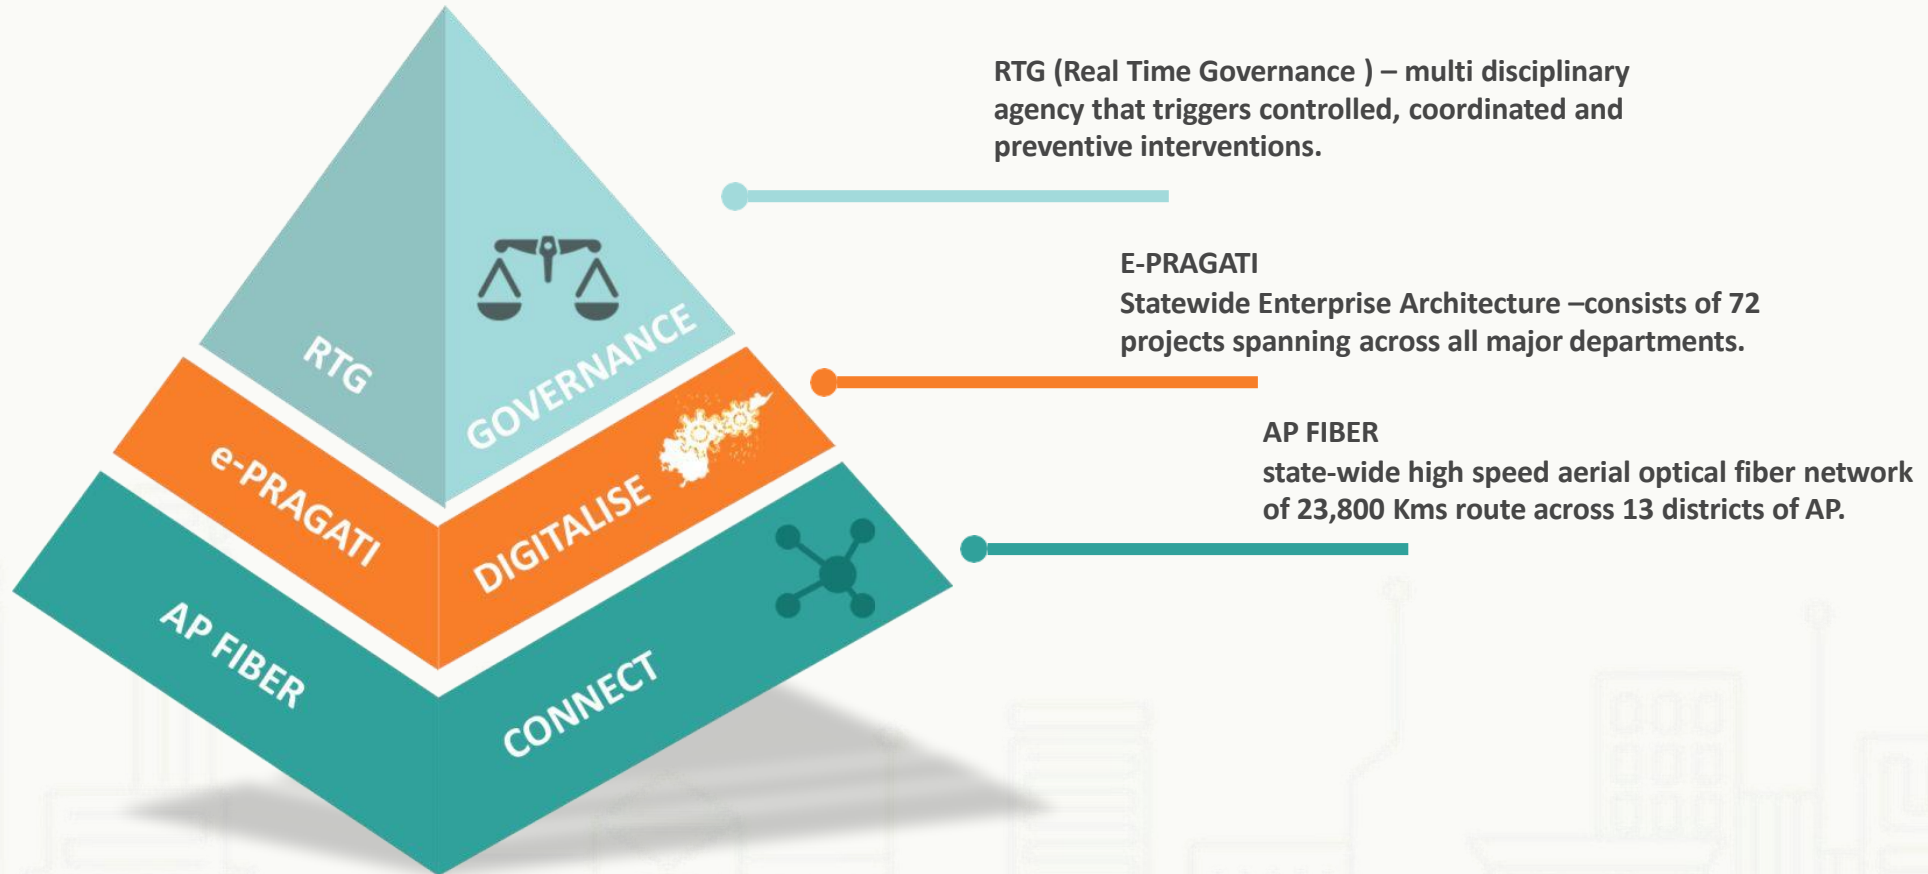 RTG (Real Time Governance ) – multi disciplinary
agency that triggers controlled, coordinated and
preventive interventions.
E-PRAGATI
Statewide Enterprise Architecture –consists of 72
projects spanning across all major departments.
AP FIBER
state-wide high speed aerial optical fiber network
of 23,800 Kms route across 13 districts of AP.
RTG
GOVERNANCE
e-PRAGATI
DIGITALISE
AP FIBER
CONNECT